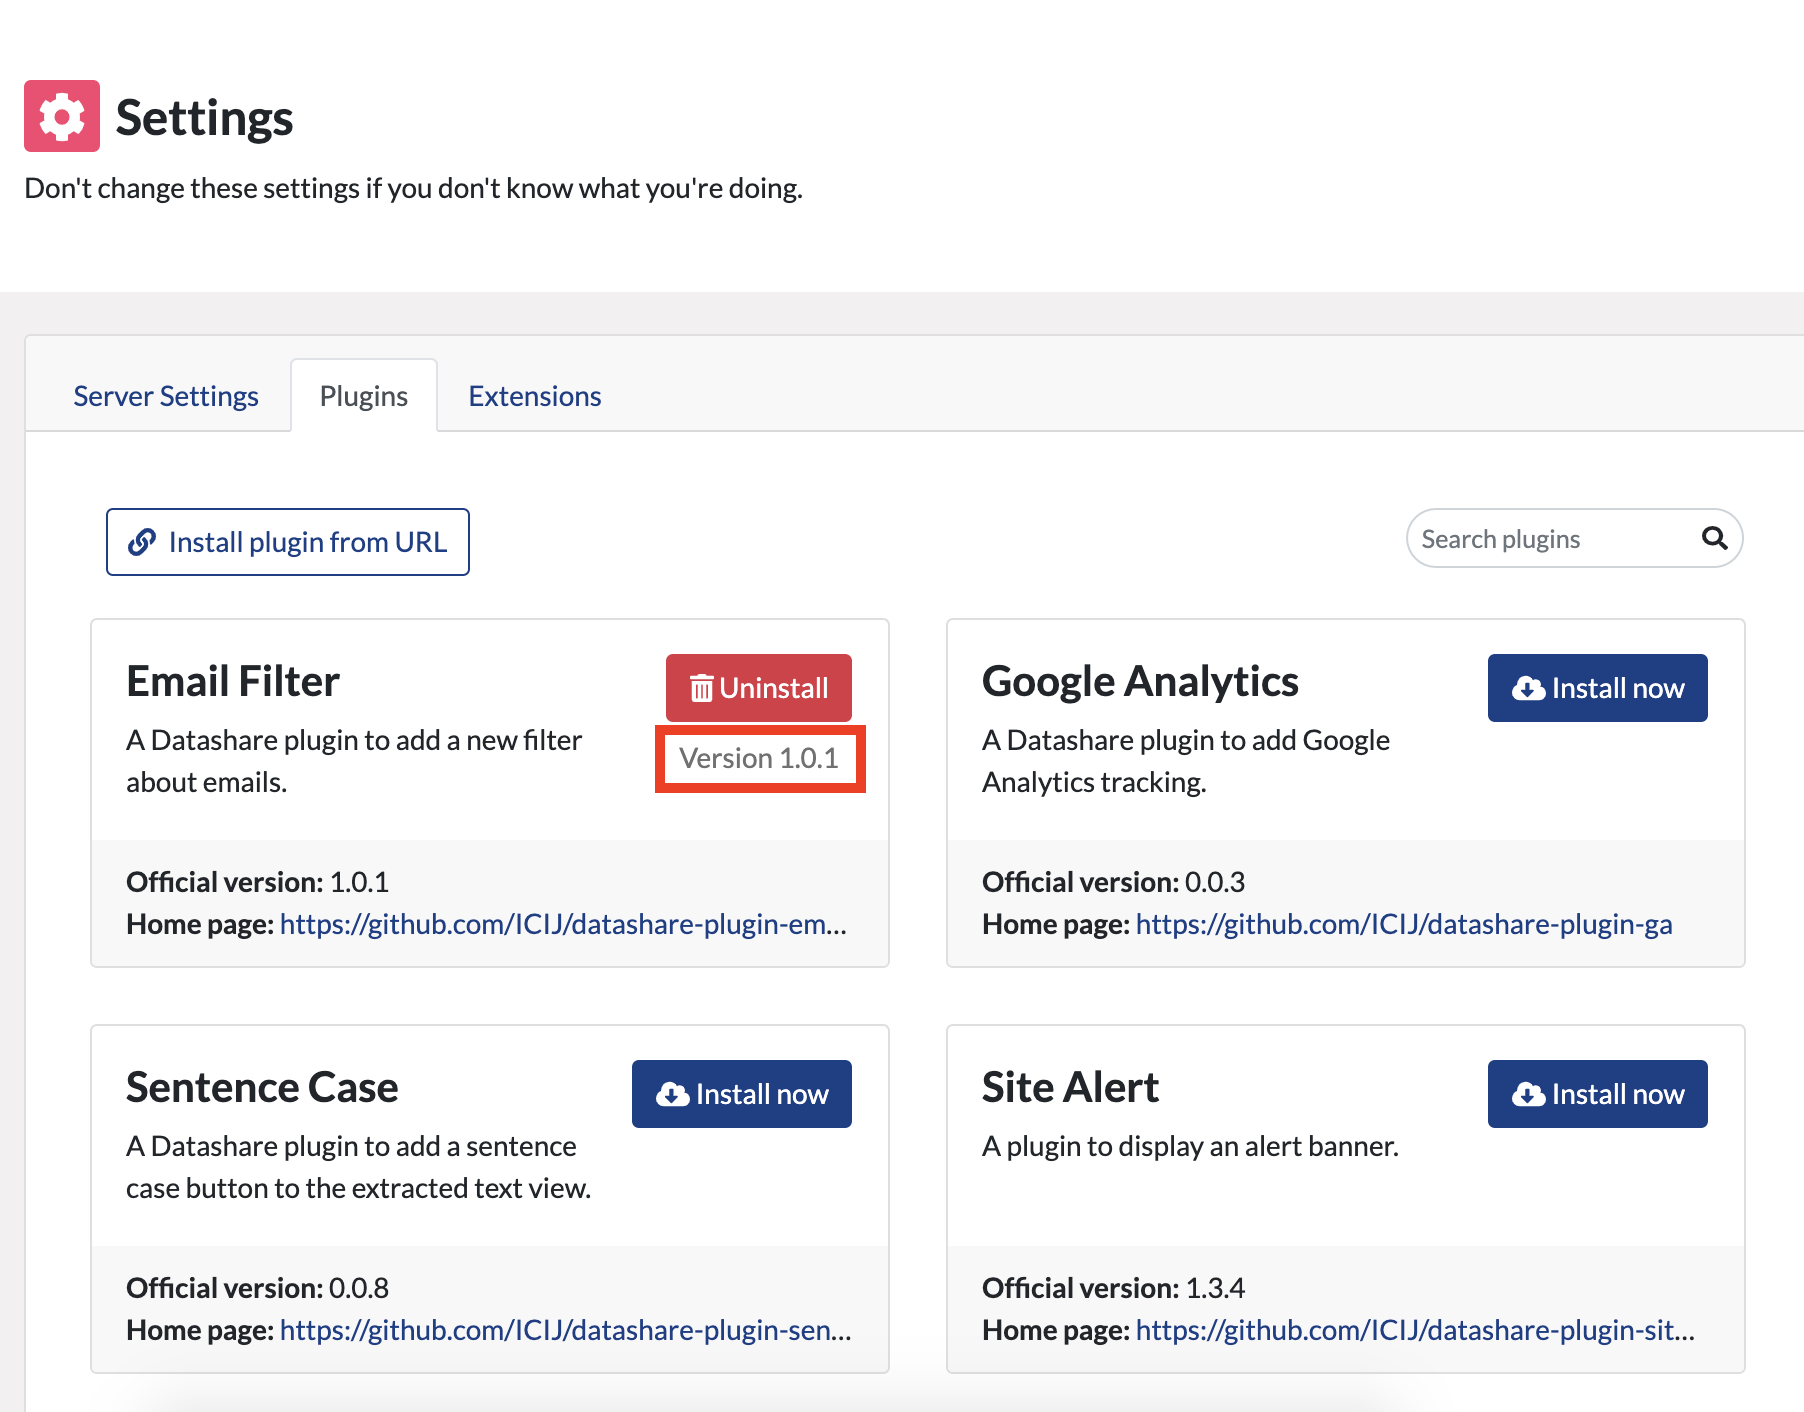 Settings
Don't change these settings if you don't know what you're doing.
Server Settings
Plugins
Extensions
Install plugin from URL
Search plugins
Email Filter
Uninstall
Version 1.0.1
A Datashare plugin to add a new filter
about emails.
Official version: 1.0.1
Home page: https://github.com/ICIJ/datashare-plugin-em...
Google Analytics
Install now
A Datashare plugin to add Google
Analytics tracking.
Official version: 0.0.3
Home page: https://github.com/ICIJ/datashare-plugin-ga
Sentence Case
Install now
A Datashare plugin to add a sentence
case button to the extracted text view.
Official version: 0.0.8
Home page: https://github.com/ICIJ/datashare-plugin-sen...
Site Alert
Install now
A plugin to display an alert banner.
Official version: 1.3.4
Home page: https://github.com/ICIJ/datashare-plugin-sit...